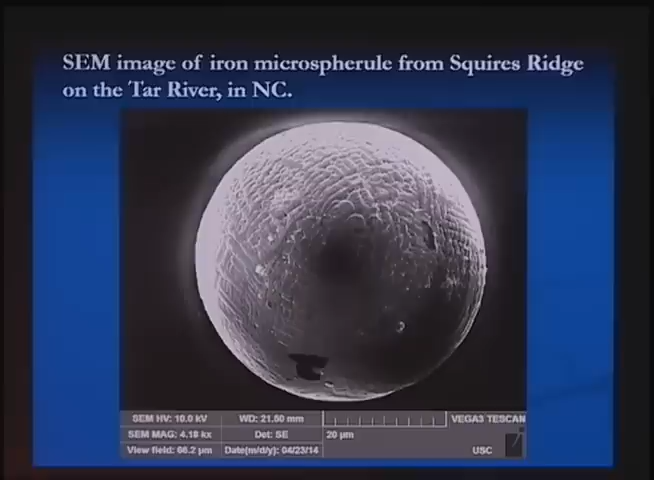 SEM image of iron microspherule from Squires Ridge
on the Tar River, in NC.
SEM HV: 10.0 kV WD: 21.50 mm VEGA3 TESCAN
SEM MAG: 4.18 kx Det: SE 20 µm
View field: 66.2 µm Date(m/d/y): 04/23/14 USC